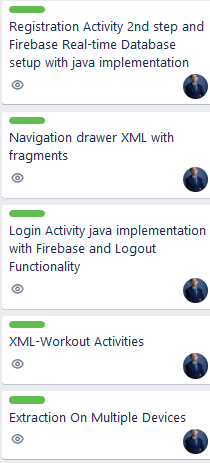 Registration Activity 2nd step and
Firebase Real-time Database
setup with java implementation
Navigation drawer XML with
fragments
Login Activity java implementation
with Firebase and Logout
Functionality
XML-Workout Activities
Extraction On Multiple Devices